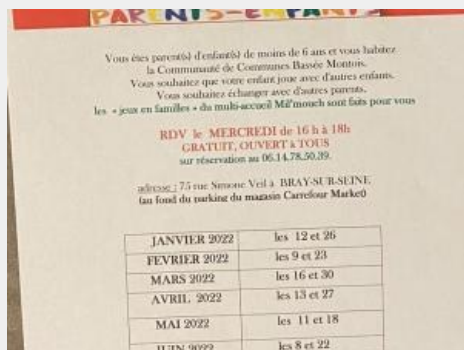 PARENTS-ENFANTS
Vous êtes parent(s) d'enfant(s) de moins de 6 ans et vous habitez
la Communauté de Communes Bassée Montois.
Vous souhaitez que votre enfant joue avec d'autres enfants.
Vous souhaitez échanger avec d'autres parents.
les « jeux en familles » du multi-accueil Mil'mouch sont faits pour vous
RDV le MERCREDI de 16 h à 18h
GRATUIT, OUVERT à TOUS
sur réservation au 06.14.78.50.39.
adresse : 75 rue Simone Veil à BRAY-SUR-SEINE
(au fond du parking du magasin Carrefour Market)
JANVIER 2022 les 12 et 26
FEVRIER 2022 les 9 et 23
MARS 2022 les 16 et 30
AVRIL 2022 les 13 et 27
MAI 2022 les 11 et 18
JUIN 2022 les 8 et 22